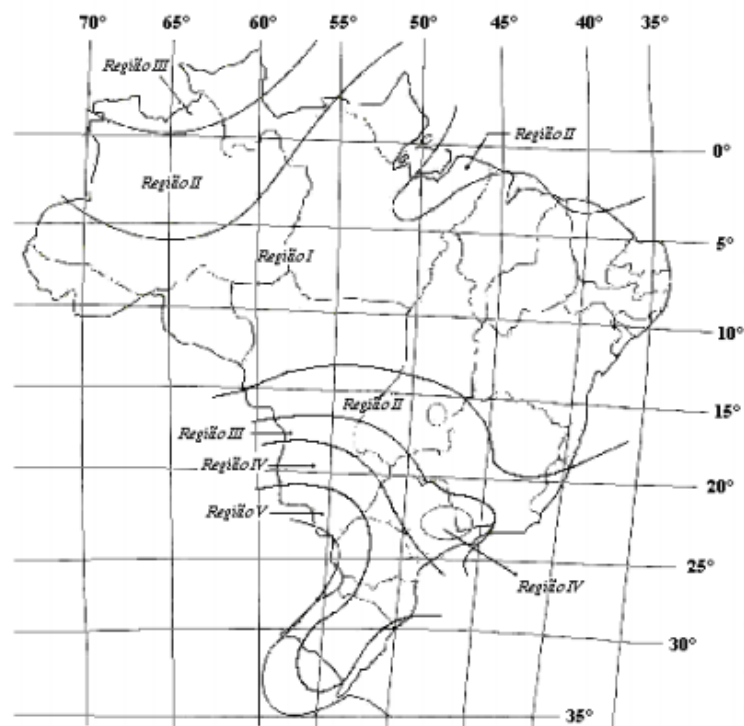 70° 65° 60° 55° 50° 45° 40° 35°
Região III
Região II
0°
Região II
5°
Região I
10°
Região II
15°
Região III
Região IV
20°
Região V
25°
Região IV
30°
35°